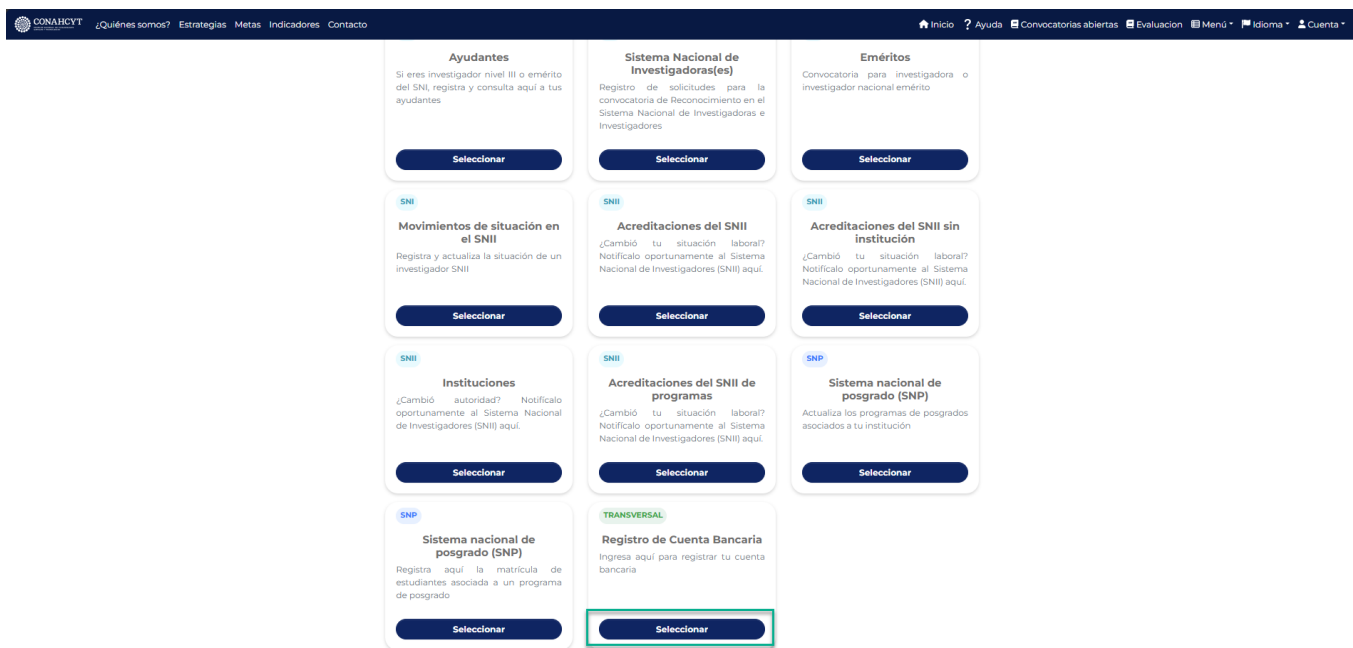 CONAHCYT ¿Quiénes somos? Estrategias Metas Indicadores Contacto Inicio ? Ayuda Convocatorias abiertas Evaluacion Menú Idioma Cuenta
Ayudantes
Si eres investigador nivel III o emérito
del SNI, registra y consulta aquí a tus
ayudantes
Seleccionar
Sistema Nacional de
Investigadoras(es)
Registro de solicitudes para la
convocatoria de Reconocimiento en el
Sistema Nacional de Investigadoras e
Investigadores
Seleccionar
Eméritos
Convocatoria para investigadora o
investigador nacional emérito
Seleccionar
SNI
Movimientos de situación en
el SNII
Registra y actualiza la situación de un
investigador SNII
Seleccionar
SNII
Acreditaciones del SNII
¿Cambió tu situación laboral?
Notifícalo oportunamente al Sistema
Nacional de Investigadores (SNII) aquí.
Seleccionar
SNII
Acreditaciones del SNII sin
institución
¿Cambió tu situación laboral?
Notifícalo oportunamente al Sistema
Nacional de Investigadores (SNII) aquí.
Seleccionar
SNII
Instituciones
¿Cambió autoridad? Notifícalo
oportunamente al Sistema Nacional
de Investigadores (SNII) aquí.
Seleccionar
SNII
Acreditaciones del SNII de
programas
¿Cambió tu situación laboral?
Notifícalo oportunamente al Sistema
Nacional de Investigadores (SNII) aquí.
Seleccionar
SNP
Sistema nacional de
posgrado (SNP)
Actualiza los programas de posgrados
asociados a tu institución
Seleccionar
SNP
Sistema nacional de
posgrado (SNP)
Registra aquí la matrícula de
estudiantes asociada a un programa
de posgrado
Seleccionar
TRANSVERSAL
Registro de Cuenta Bancaria
Ingresa aquí para registrar tu cuenta
bancaria
Seleccionar